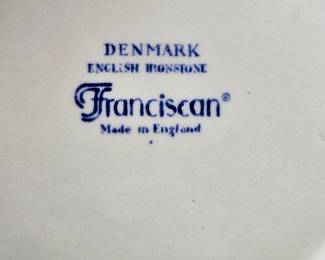 DENMARK
ENGLISH IRONSTONE
Franciscan®
Made in England